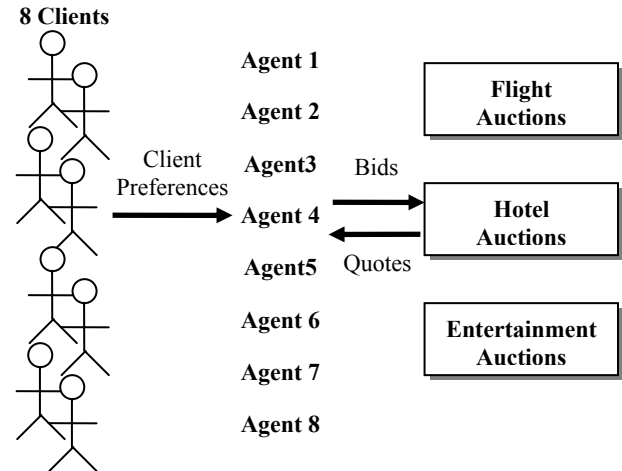 8 Clients
Agent 1
Agent 2
Agent3
Agent 4
Agent5
Agent 6
Agent 7
Agent 8
Client
Preferences
Bids
Quotes
Flight
Auctions
Hotel
Auctions
Entertainment
Auctions